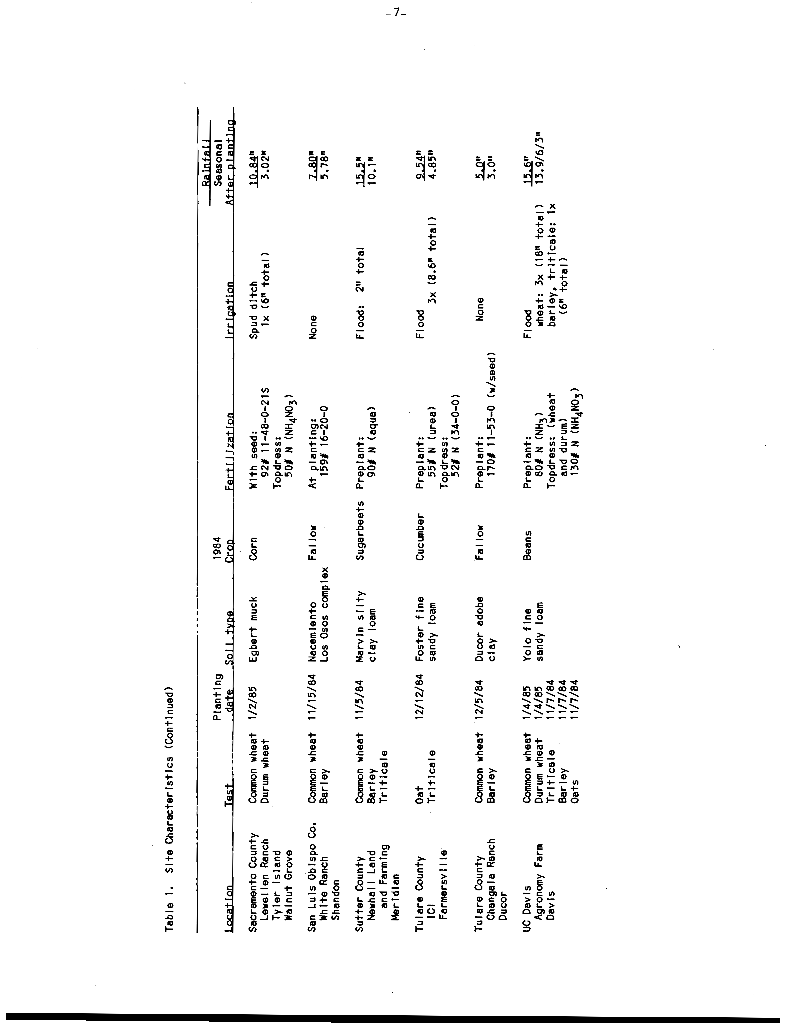 -7-
Table 1. Site Characteristics (Continued)
Rainfall
Planting 1984 Seasonal
Location Test date Soil type Crop Fertilization Irrigation After planting
Sacramento County Common wheat 1/2/85 Egbert muck Corn With seed: Spud ditch 10.84"
Lewellen Ranch Durum wheat 92# 11-48-0-21S 1x (6" total) 3.02"
Tyler Island Topdress:
Walnut Grove 50# N (NH4NO3)
San Luis Obispo Co. Common wheat 11/15/84 Nacemiento Fallow At planting: None 7.80"
White Ranch Barley Los Osos complex 159# 16-20-0 5.78"
Shandon
Sutter County Common wheat 11/5/84 Marvin silty Sugarbeets Preplant: Flood: 2" total 15.5"
Newhall Land Barley clay loam 90# N (aqua) 10.1"
and Farming Triticale
Meridian
Tulare County Oat 12/12/84 Foster fine Cucumber Preplant: Flood 9.54"
ICI Triticale sandy loam 55# N (urea) 3x (8.6" total) 4.85"
Farmersville Topdress:
52# N (34-0-0)
Tulare County Common wheat 12/5/84 Ducor adobe Fallow Preplant: None 5.0"
Changala Ranch Barley clay 170# 11-53-0 (w/seed) 3.0"
Ducor
UC Davis Common wheat 1/4/85 Yolo fine Beans Preplant: Flood 15.6"
Agronomy Farm Durum wheat 1/4/85 sandy loam 80# N (NH3) wheat: 3x (18" total) 13.9/6/3"
Davis Triticale 11/7/84 Topdress: (wheat barley, triticale: 1x
Barley 11/7/84 and durum) (6" total)
Oats 11/7/84 130# N (NH4NO3)